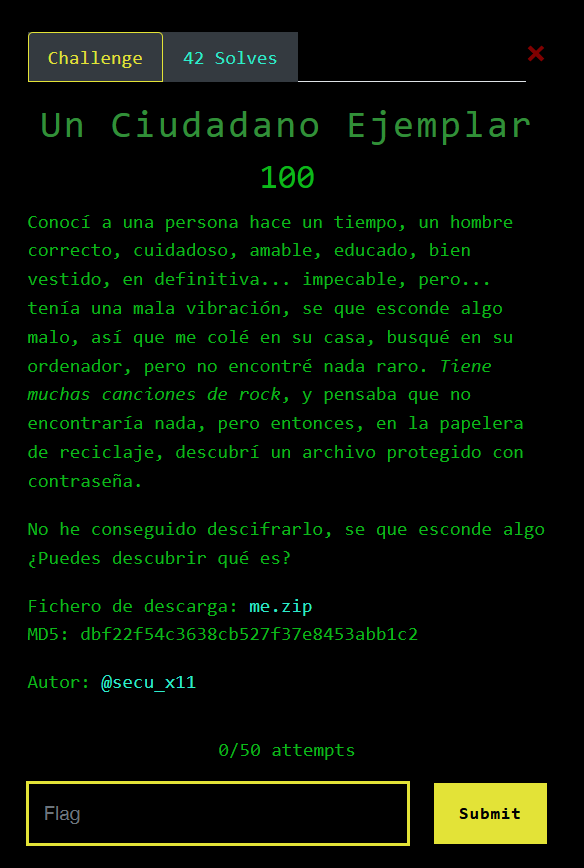 Challenge
42 Solves
×
Un Ciudadano Ejemplar
100
Conocí a una persona hace un tiempo, un hombre
correcto, cuidadoso, amable, educado, bien
vestido, en definitiva... impecable, pero...
tenía una mala vibración, se que esconde algo
malo, así que me colé en su casa, busqué en su
ordenador, pero no encontré nada raro. Tiene
muchas canciones de rock, y pensaba que no
encontraría nada, pero entonces, en la papelera
de reciclaje, descubrí un archivo protegido con
contraseña.
No he conseguido descifrarlo, se que esconde algo
¿Puedes descubrir qué es?
Fichero de descarga: me.zip
MD5: dbf22f54c3638cb527f37e8453abb1c2
Autor: @secu_x11
0/50 attempts
Flag
Submit